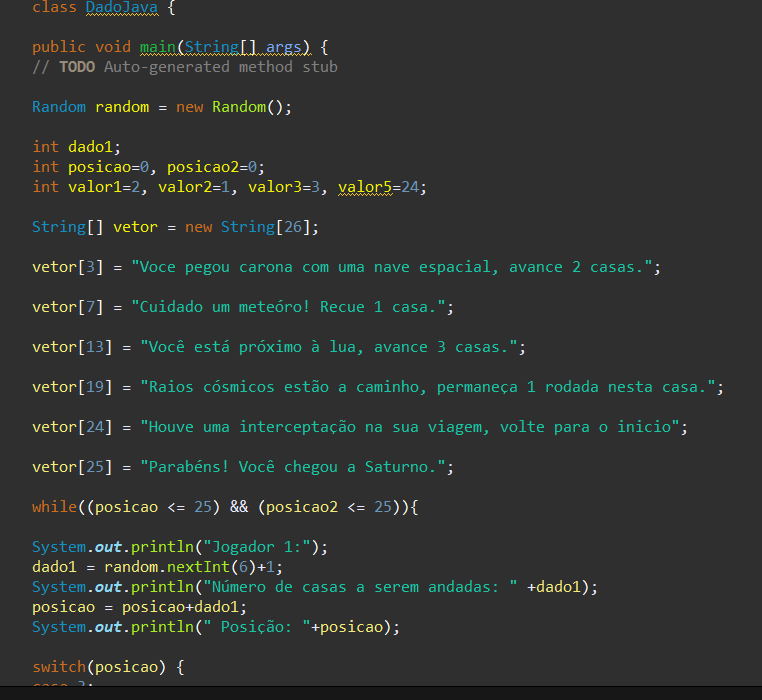 class DadoJava {
public void main(String[] args) {
// TODO Auto-generated method stub
Random random = new Random();
int dado1;
int posicao=0, posicao2=0;
int valor1=2, valor2=1, valor3=3, valor5=24;
String[] vetor = new String[26];
vetor[3] = "Voce pegou carona com uma nave espacial, avance 2 casas.";
vetor[7] = "Cuidado um meteóro! Recue 1 casa.";
vetor[13] = "Você está próximo à lua, avance 3 casas.";
vetor[19] = "Raios cósmicos estão a caminho, permaneça 1 rodada nesta casa.";
vetor[24] = "Houve uma interceptação na sua viagem, volte para o inicio";
vetor[25] = "Parabéns! Você chegou a Saturno.";
while((posicao <= 25) && (posicao2 <= 25)){
System.out.println("Jogador 1:");
dado1 = random.nextInt(6)+1;
System.out.println("Número de casas a serem andadas: " +dado1);
posicao = posicao+dado1;
System.out.println(" Posição: "+posicao);
switch(posicao) {
case 3: